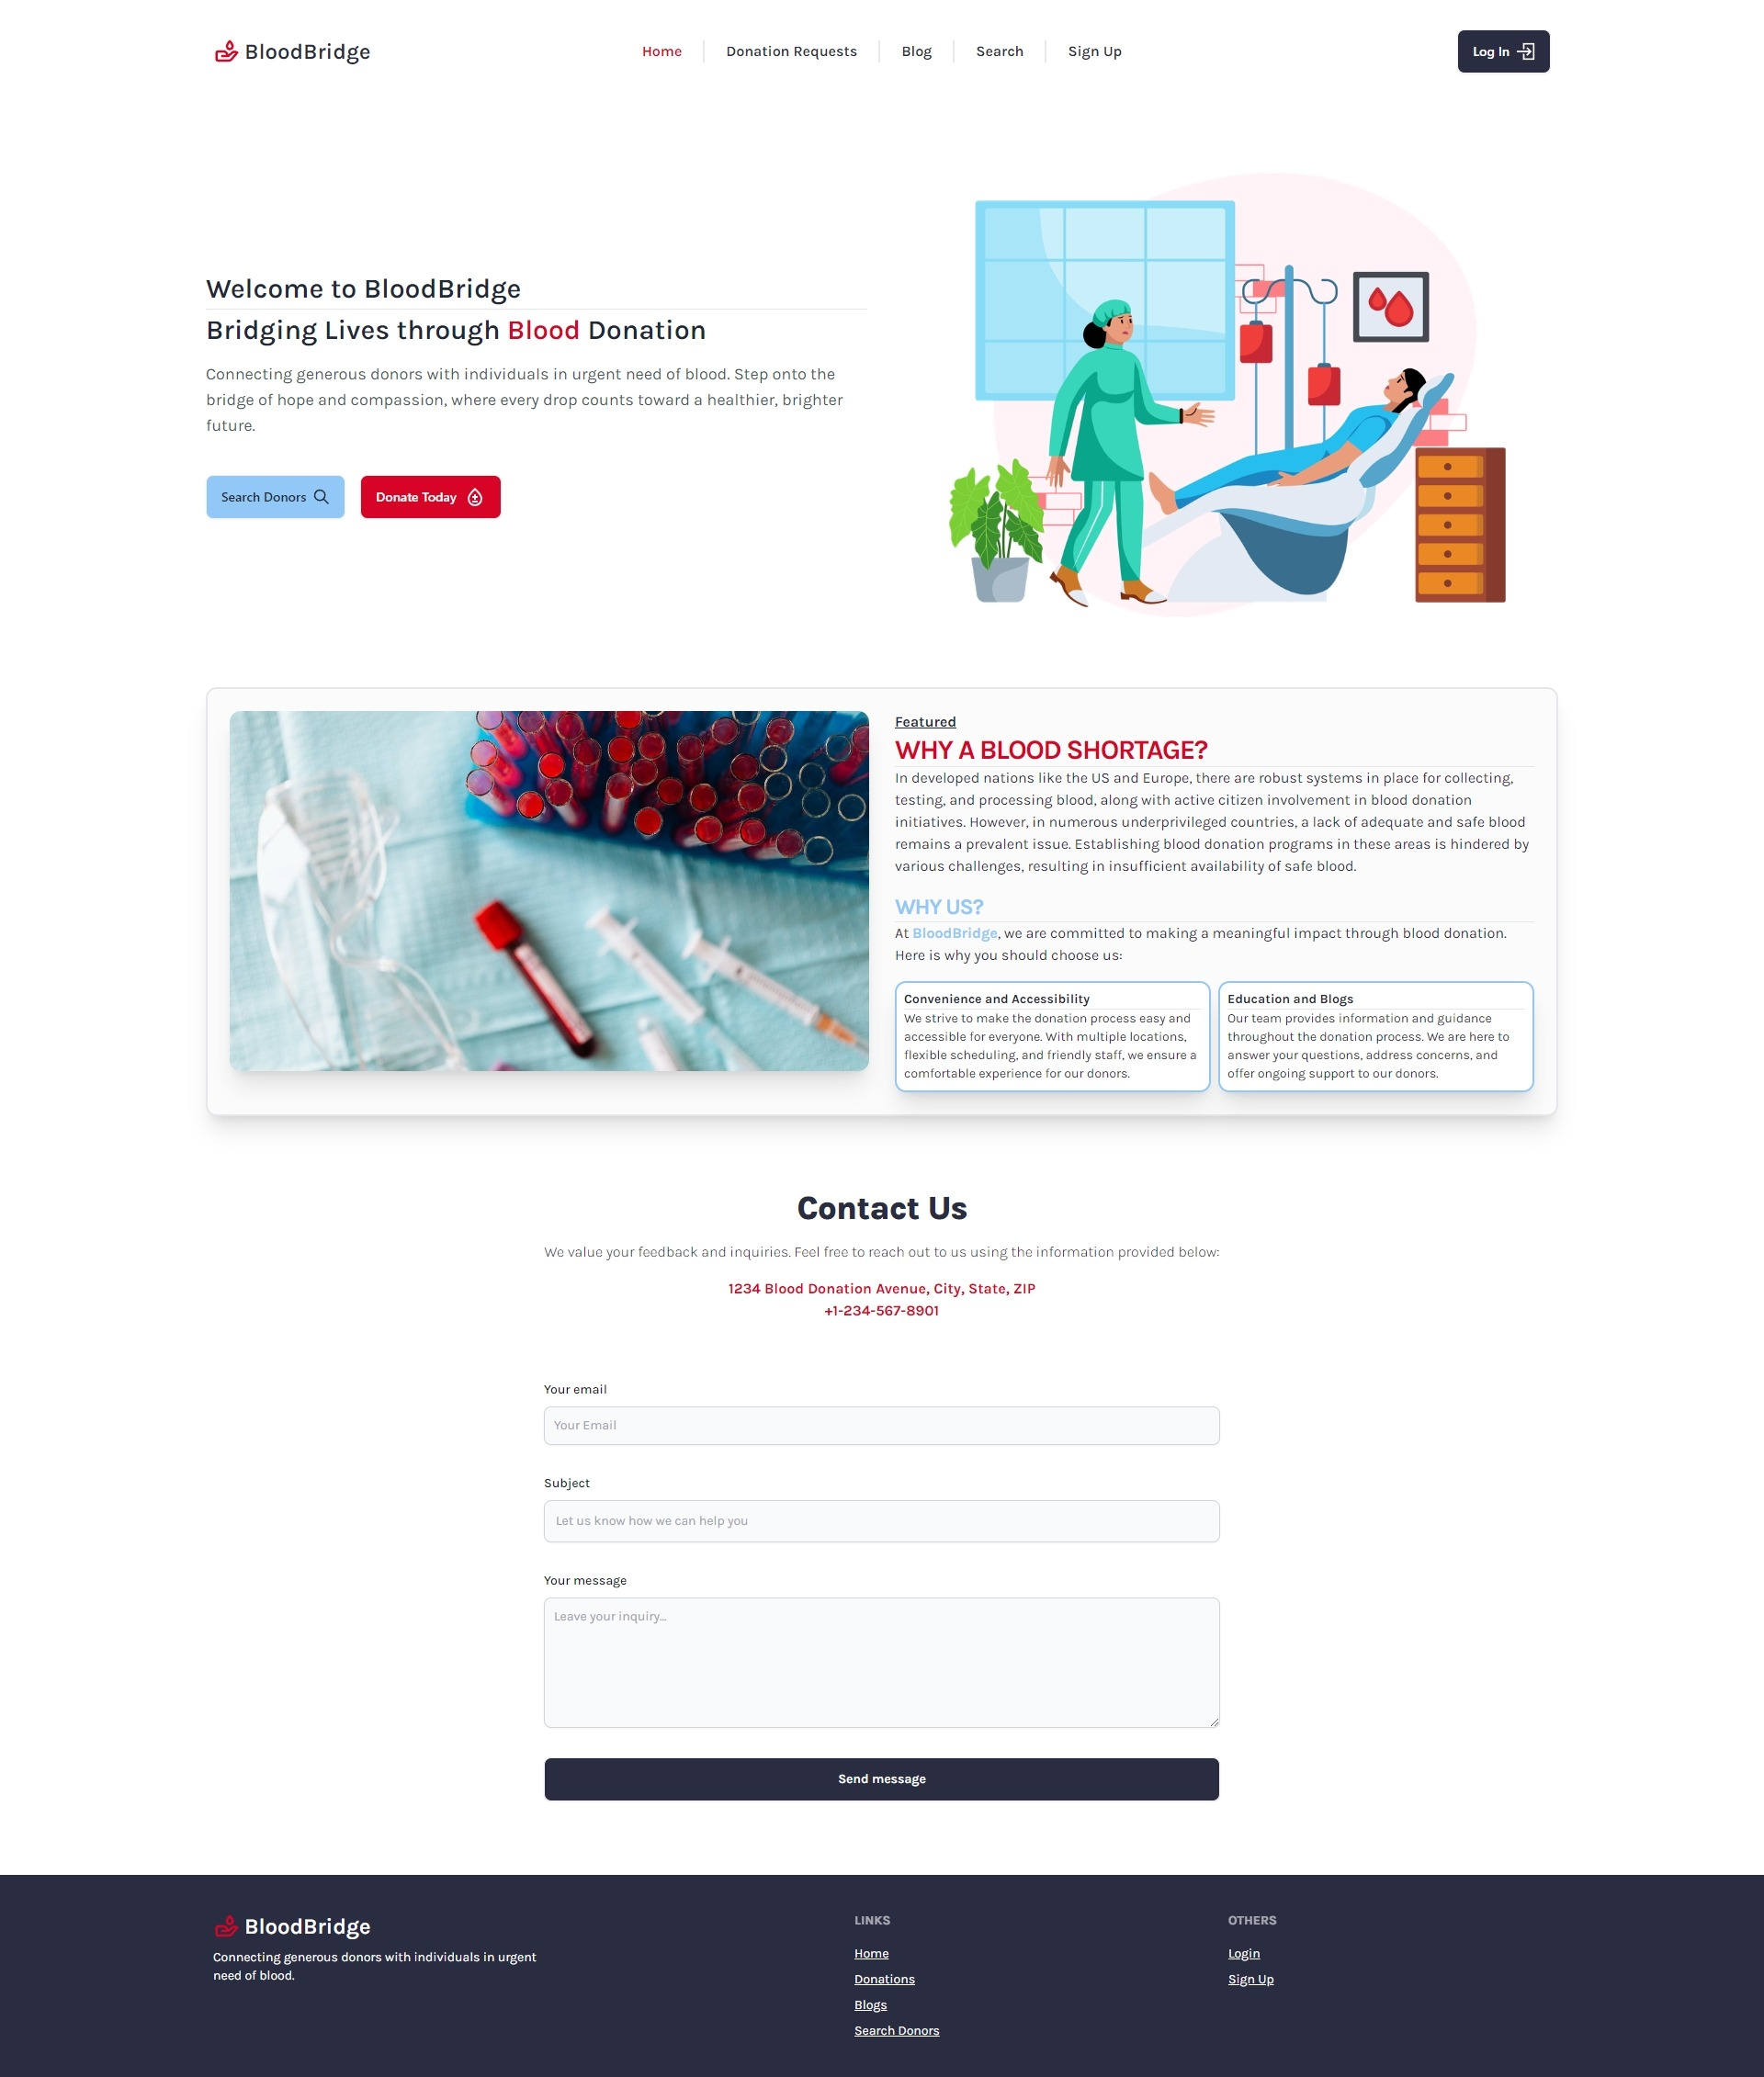 BloodBridge
Home
Donation Requests
Blog
Search
Sign Up
Log In
Welcome to BloodBridge
Bridging Lives through Blood Donation
Connecting generous donors with individuals in urgent need of blood. Step onto the
bridge of hope and compassion, where every drop counts toward a healthier, brighter
future.
Search Donors
Donate Today
Featured
WHY A BLOOD SHORTAGE?
In developed nations like the US and Europe, there are robust systems in place for collecting,
testing, and processing blood, along with active citizen involvement in blood donation
initiatives. However, in numerous underprivileged countries, a lack of adequate and safe blood
remains a prevalent issue. Establishing blood donation programs in these areas is hindered by
various challenges, resulting in insufficient availability of safe blood.
WHY US?
At BloodBridge, we are committed to making a meaningful impact through blood donation.
Here is why you should choose us:
Convenience and Accessibility
We strive to make the donation process easy and
accessible for everyone. With multiple locations,
flexible scheduling, and friendly staff, we ensure a
comfortable experience for our donors.
Education and Blogs
Our team provides information and guidance
throughout the donation process. We are here to
answer your questions, address concerns, and
offer ongoing support to our donors.
Contact Us
We value your feedback and inquiries. Feel free to reach out to us using the information provided below:
1234 Blood Donation Avenue, City, State, ZIP
+1-234-567-8901
Your email
Your Email
Subject
Let us know how we can help you
Your message
Leave your inquiry...
Send message
BloodBridge
Connecting generous donors with individuals in urgent
need of blood.
LINKS
Home
Donations
Blogs
Search Donors
OTHERS
Login
Sign Up